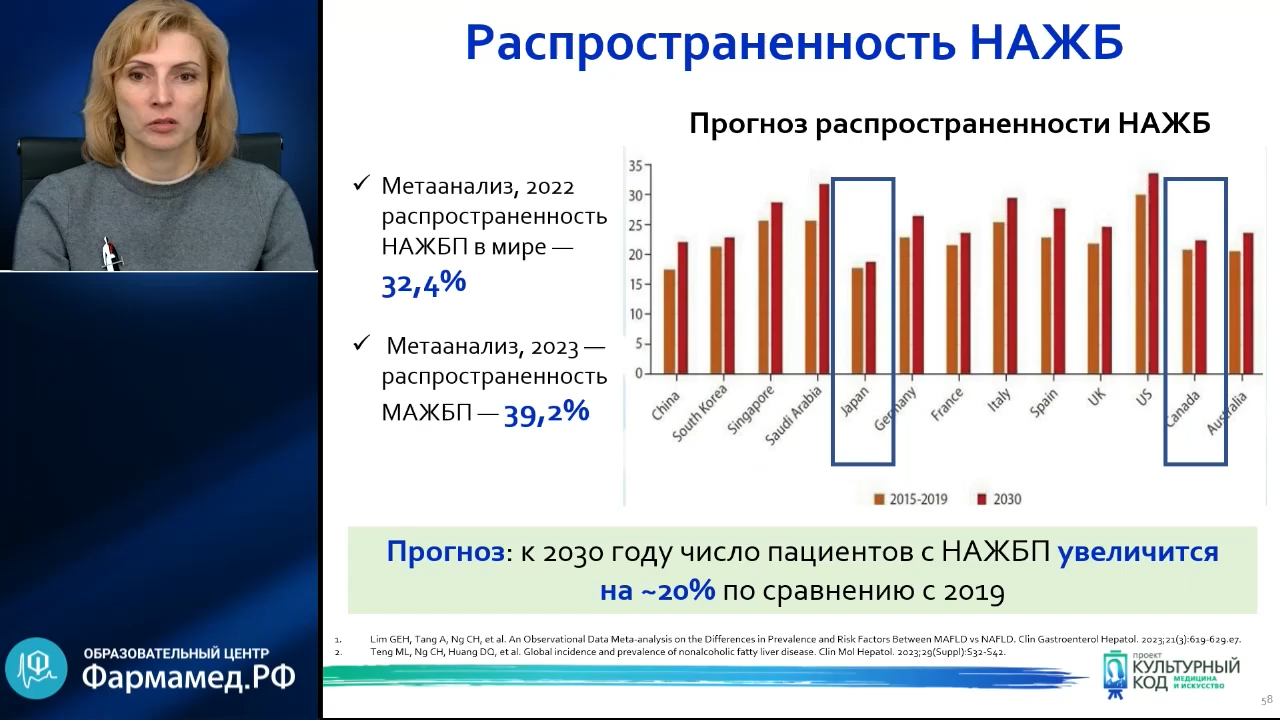 Распространенность НАЖБ
Прогноз распространенности НАЖБ
✓ Метаанализ, 2022
распространенность
НАЖБП в мире —
32,4%
✓ Метаанализ, 2023 —
распространенность
МАЖБП — 39,2%
35
30
25
20
15
10
5
0
China
South Korea
Singapore
Saudi Arabia
Japan
Germany
France
Italy
Spain
UK
US
Canada
Australia
2015-2019 2030
Прогноз: к 2030 году число пациентов с НАЖБП увеличится
на ~20% по сравнению с 2019
1. Lim GEH, Tang A, Ng CH, et al. An Observational Data Meta-analysis on the Differences in Prevalence and Risk Factors Between MAFLD vs NAFLD. Clin Gastroenterol Hepatol. 2023;21(3):619-629.e7.
2. Teng ML, Ng CH, Huang DQ, et al. Global incidence and prevalence of nonalcoholic fatty liver disease. Clin Mol Hepatol. 2023;29(Suppl):S32-S42.
ОБРАЗОВАТЕЛЬНЫЙ ЦЕНТР
Фармамед.РФ
проект
КУЛЬТУРНЫЙ
КОД МЕДИЦИНА
И ИСКУССТВО
58